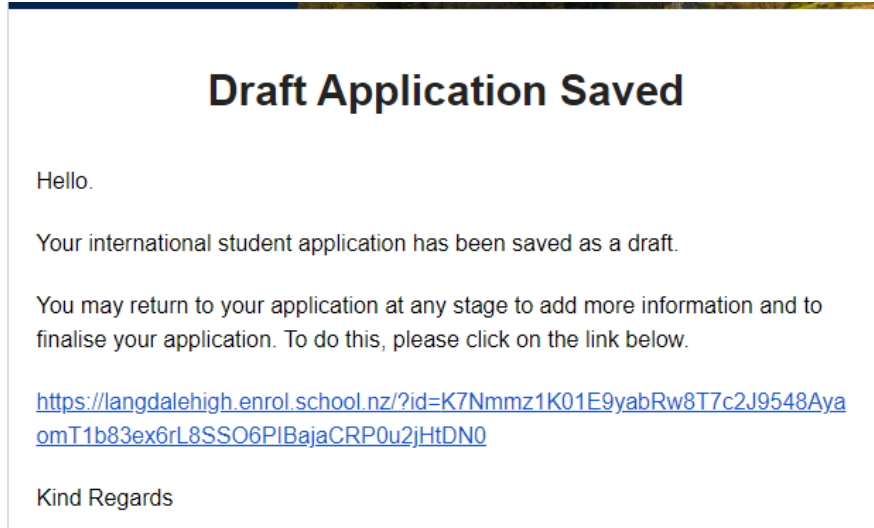 Draft Application Saved
Hello.
Your international student application has been saved as a draft.
You may return to your application at any stage to add more information and to
finalise your application. To do this, please click on the link below.
https://langdalehigh.enrol.school.nz/?id=K7Nmmz1K01E9yabRw8T7c2J9548Aya
omT1b83ex6rL8SSO6PIBajaCRP0u2jHtDN0
Kind Regards